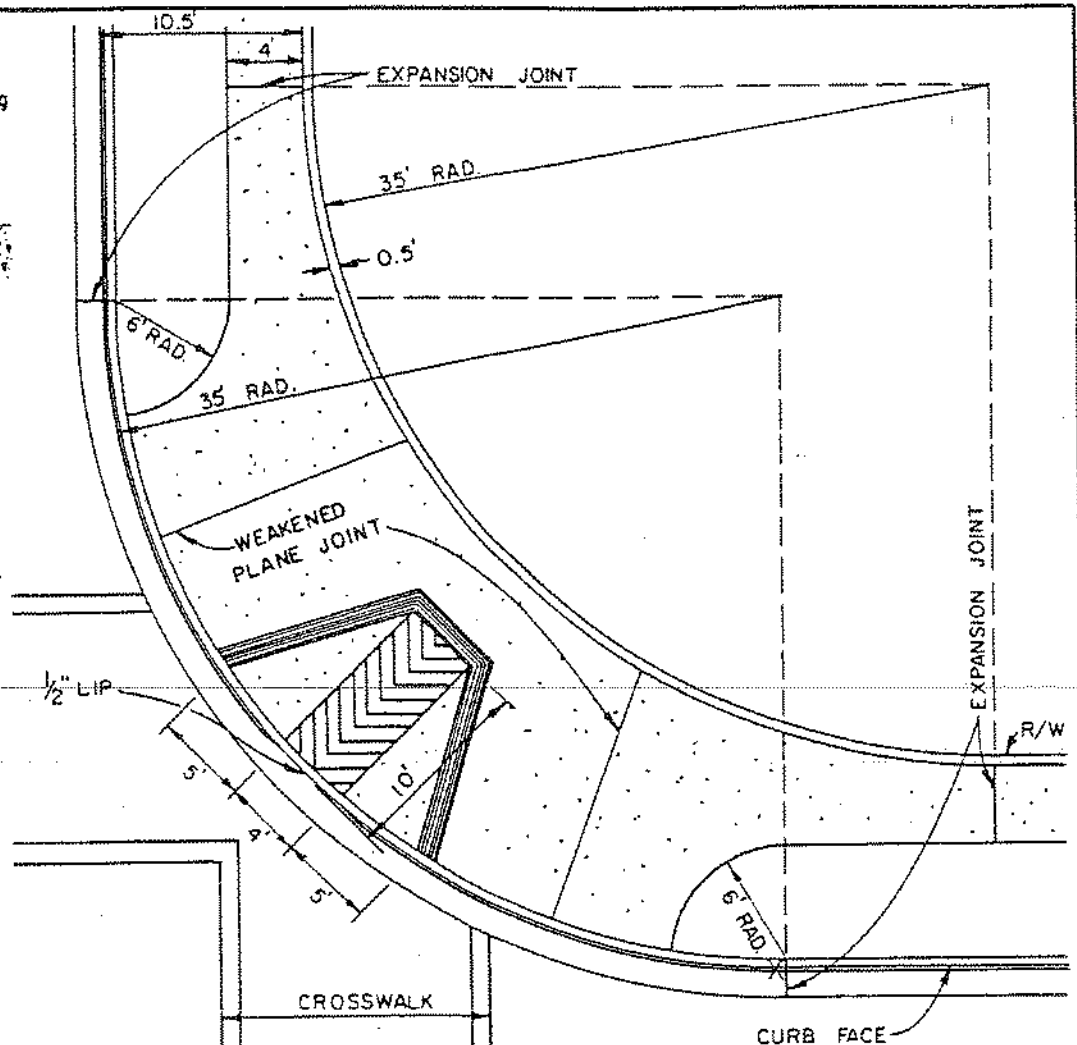 10.5'
4'
EXPANSION JOINT
35' RAD.
0.5'
6' RAD.
35' RAD.
WEAKENED
PLANE JOINT
EXPANSION JOINT
1/2" LIP
R/W
10'
5'
4'
5'
6' RAD.
CROSSWALK
CURB FACE